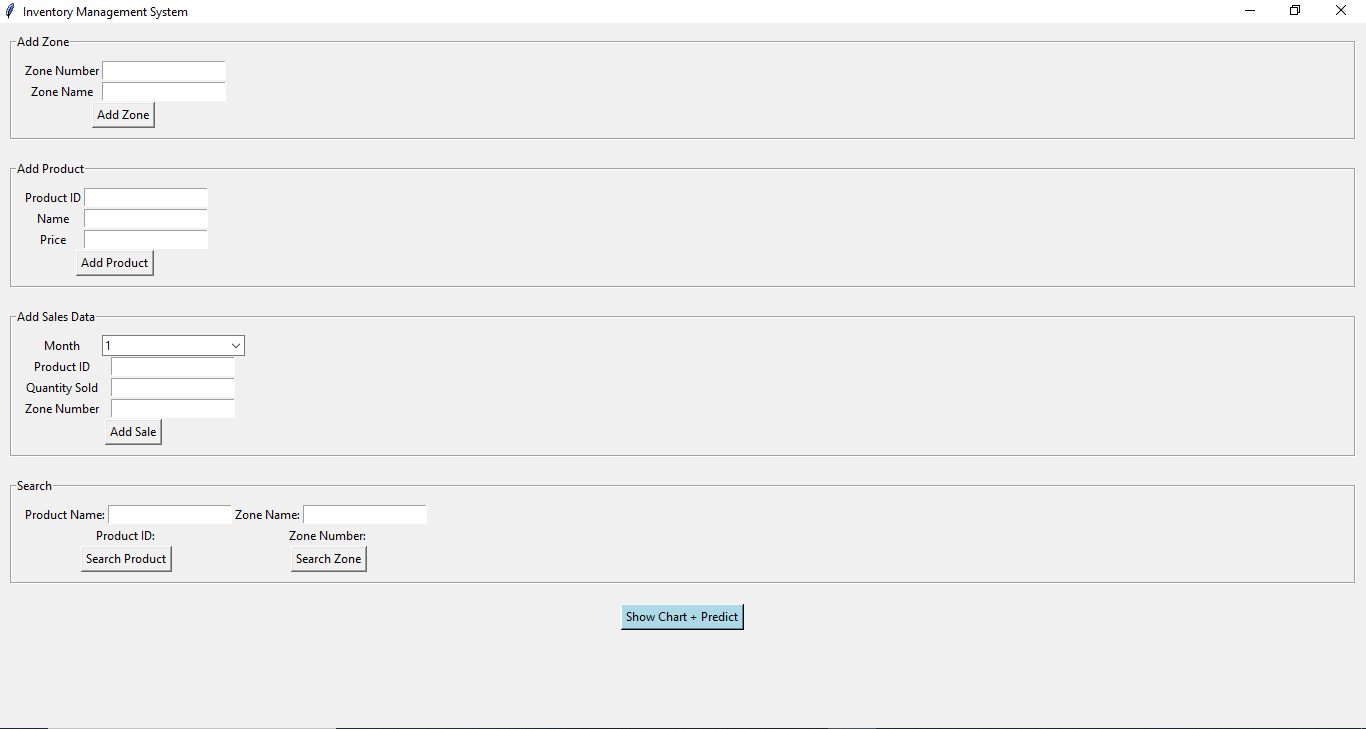 Inventory Management System
Add Zone
Zone Number
Zone Name
Add Zone
Add Product
Product ID
Name
Price
Add Product
Add Sales Data
Month 1
Product ID
Quantity Sold
Zone Number
Add Sale
Search
Product Name: Zone Name:
Product ID: Zone Number:
Search Product Search Zone
Show Chart + Predict